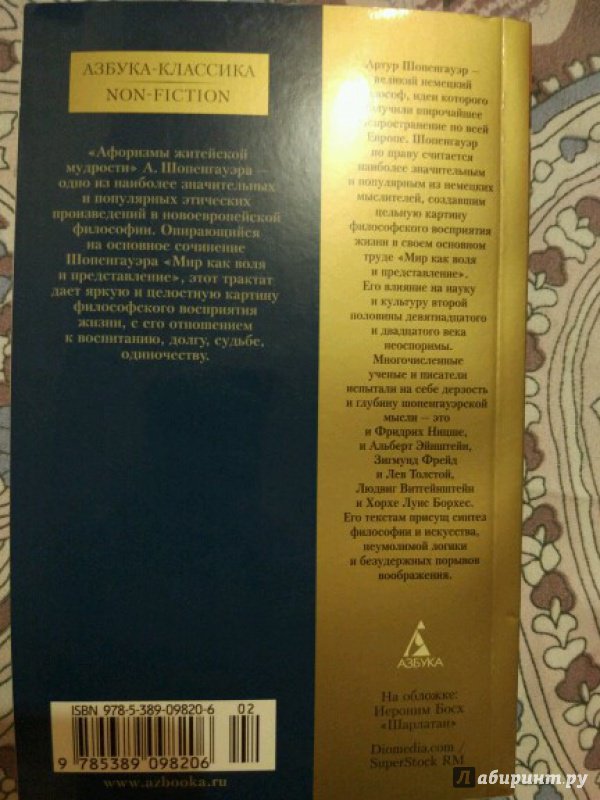 АЗБУКА-КЛАССИКА
NON-FICTION
«Афоризмы житейской
мудрости» А. Шопенгауэра –
одно из наиболее значительных
и популярных этических
произведений в новоевропейской
философии. Опирающийся
на основное сочинение
Шопенгауэра «Мир как воля
и представление», этот трактат
дает яркую и целостную картину
философского восприятия
жизни, с его отношением
к воспитанию, долгу, судьбе,
одиночеству.
ISBN 978-5-389-09820-6
02
9 785389 098206
www.azbooka.ru
Артур Шопенгауэр –
великий немецкий
философ, идеи которого
получили широчайшее
распространение по всей
Европе. Шопенгауэр
по праву считается
наиболее значительным
и популярным из немецких
мыслителей, создавшим
цельную картину
философского восприятия
жизни в своем основном
труде «Мир как воля
и представление».
Его влияние на науку
и культуру второй
половины девятнадцатого
и двадцатого века
неоспоримы.
Многочисленные
ученые и писатели
испытали на себе дерзость
и глубину шопенгауэрской
мысли – это
и Фридрих Ницше,
и Альберт Эйнштейн,
Зигмунд Фрейд
и Лев Толстой,
Людвиг Витгенштейн
и Хорхе Луис Борхес.
Его текстам присущ синтез
философии и искусства,
неумолимой логики
и безудержных порывов
воображения.
АЗБУКА
На обложке:
Иероним Босх
«Шарлатан»
Diomedia.com /
SuperStock RM
Лабиринт.ру